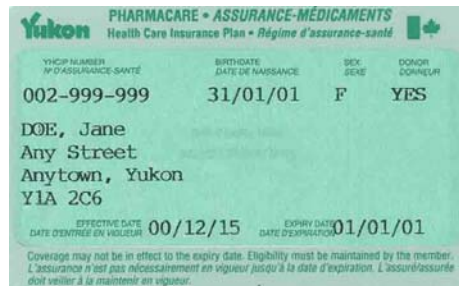 Yukon PHARMACARE • ASSURANCE-MÉDICAMENTS
Health Care Insurance Plan • Régime d'assurance-santé
YHCIP NUMBER
Nº D'ASSURANCE-SANTÉ
BIRTHDATE
DATE DE NAISSANCE
SEX
SEXE
DONOR
DONNEUR
002-999-999 31/01/01 F YES
DOE, Jane
Any Street
Anytown, Yukon
Y1A 2C6
EFFECTIVE DATE
DATE D'ENTRÉE EN VIGUEUR 00/12/15
EXPIRY DATE
DATE D'EXPIRATION 01/01/01
Coverage may not be in effect to the expiry date. Eligibility must be maintained by the member.
L'assurance n'est pas nécessairement en vigueur jusqu'à la date d'expiration. L'assuré/assurée
doit veiller à la maintenir en vigueur.